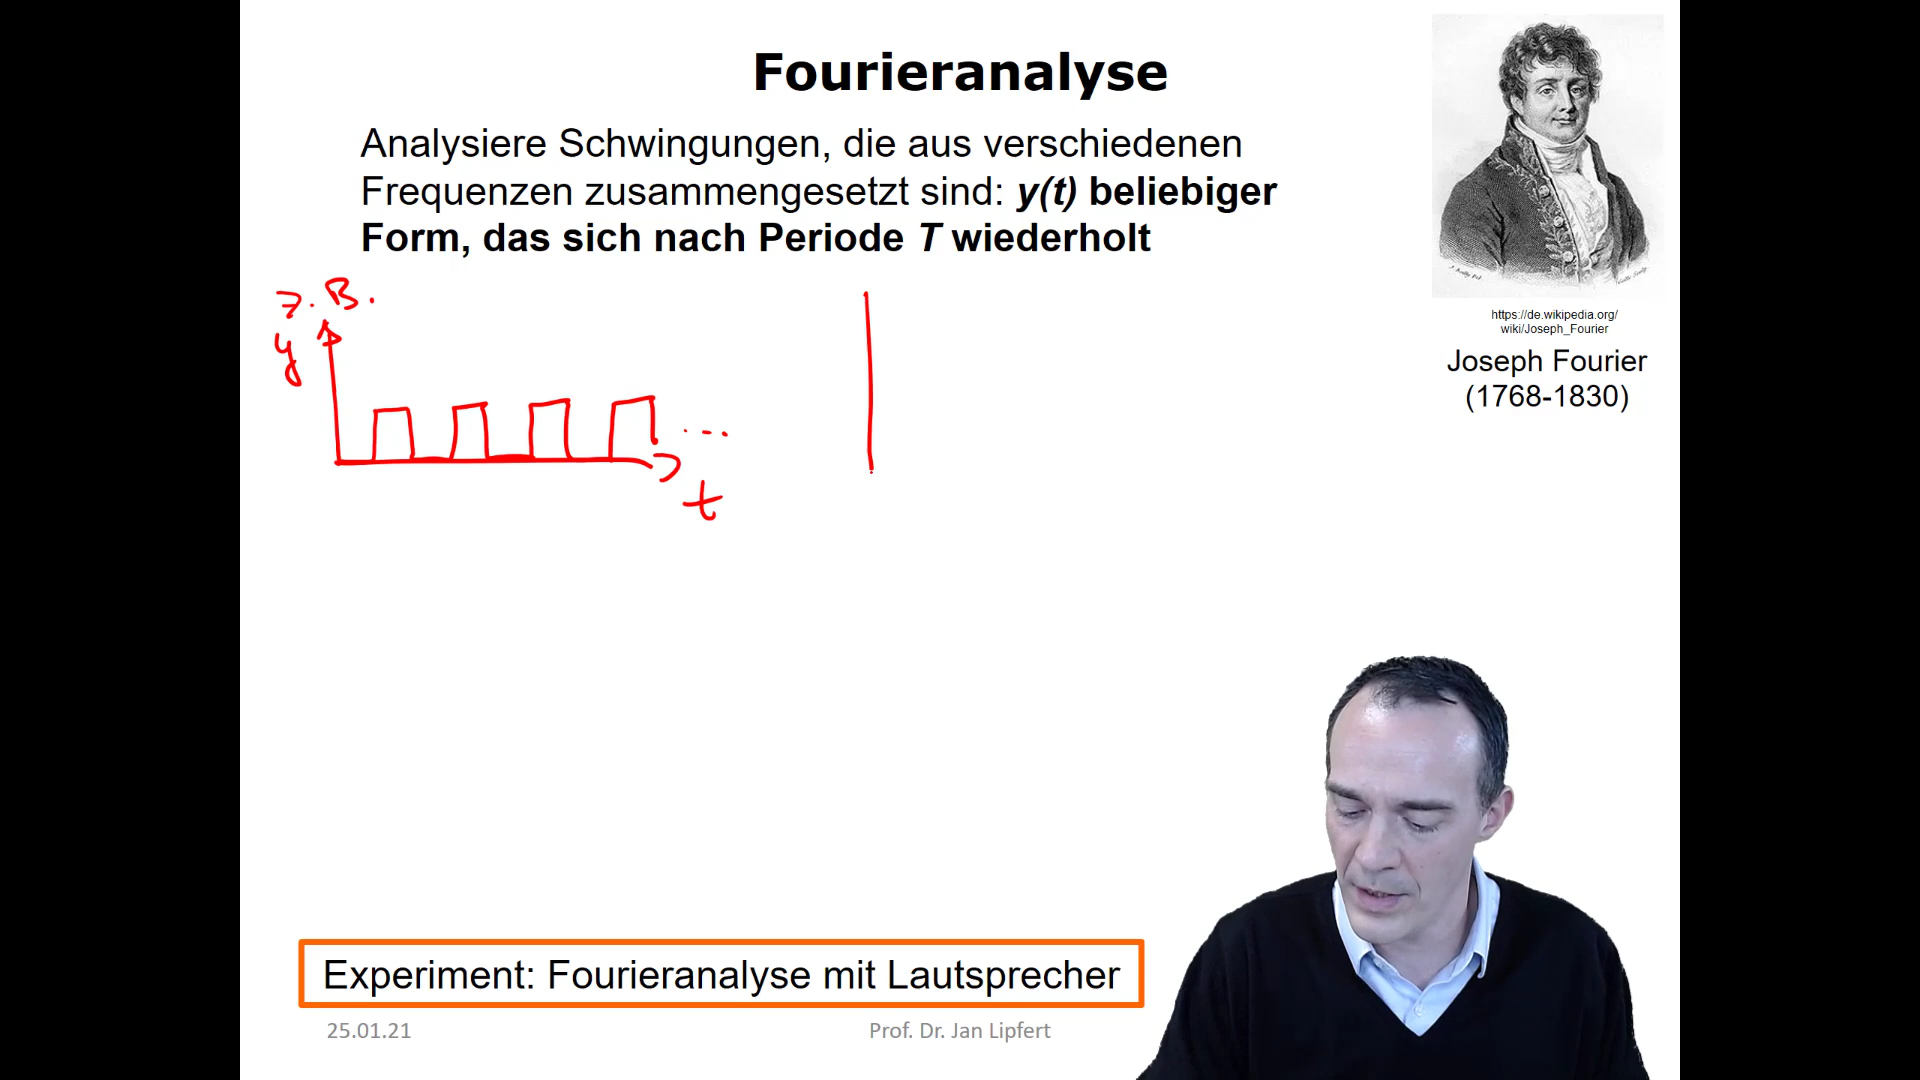 Fourieranalyse
Analysiere Schwingungen, die aus verschiedenen
Frequenzen zusammengesetzt sind: y(t) beliebiger
Form, das sich nach Periode T wiederholt
z. B.
y
...
t
https://de.wikipedia.org/
wiki/Joseph_Fourier
Joseph Fourier
(1768-1830)
Experiment: Fourieranalyse mit Lautsprecher
25.01.21
Prof. Dr. Jan Lipfert